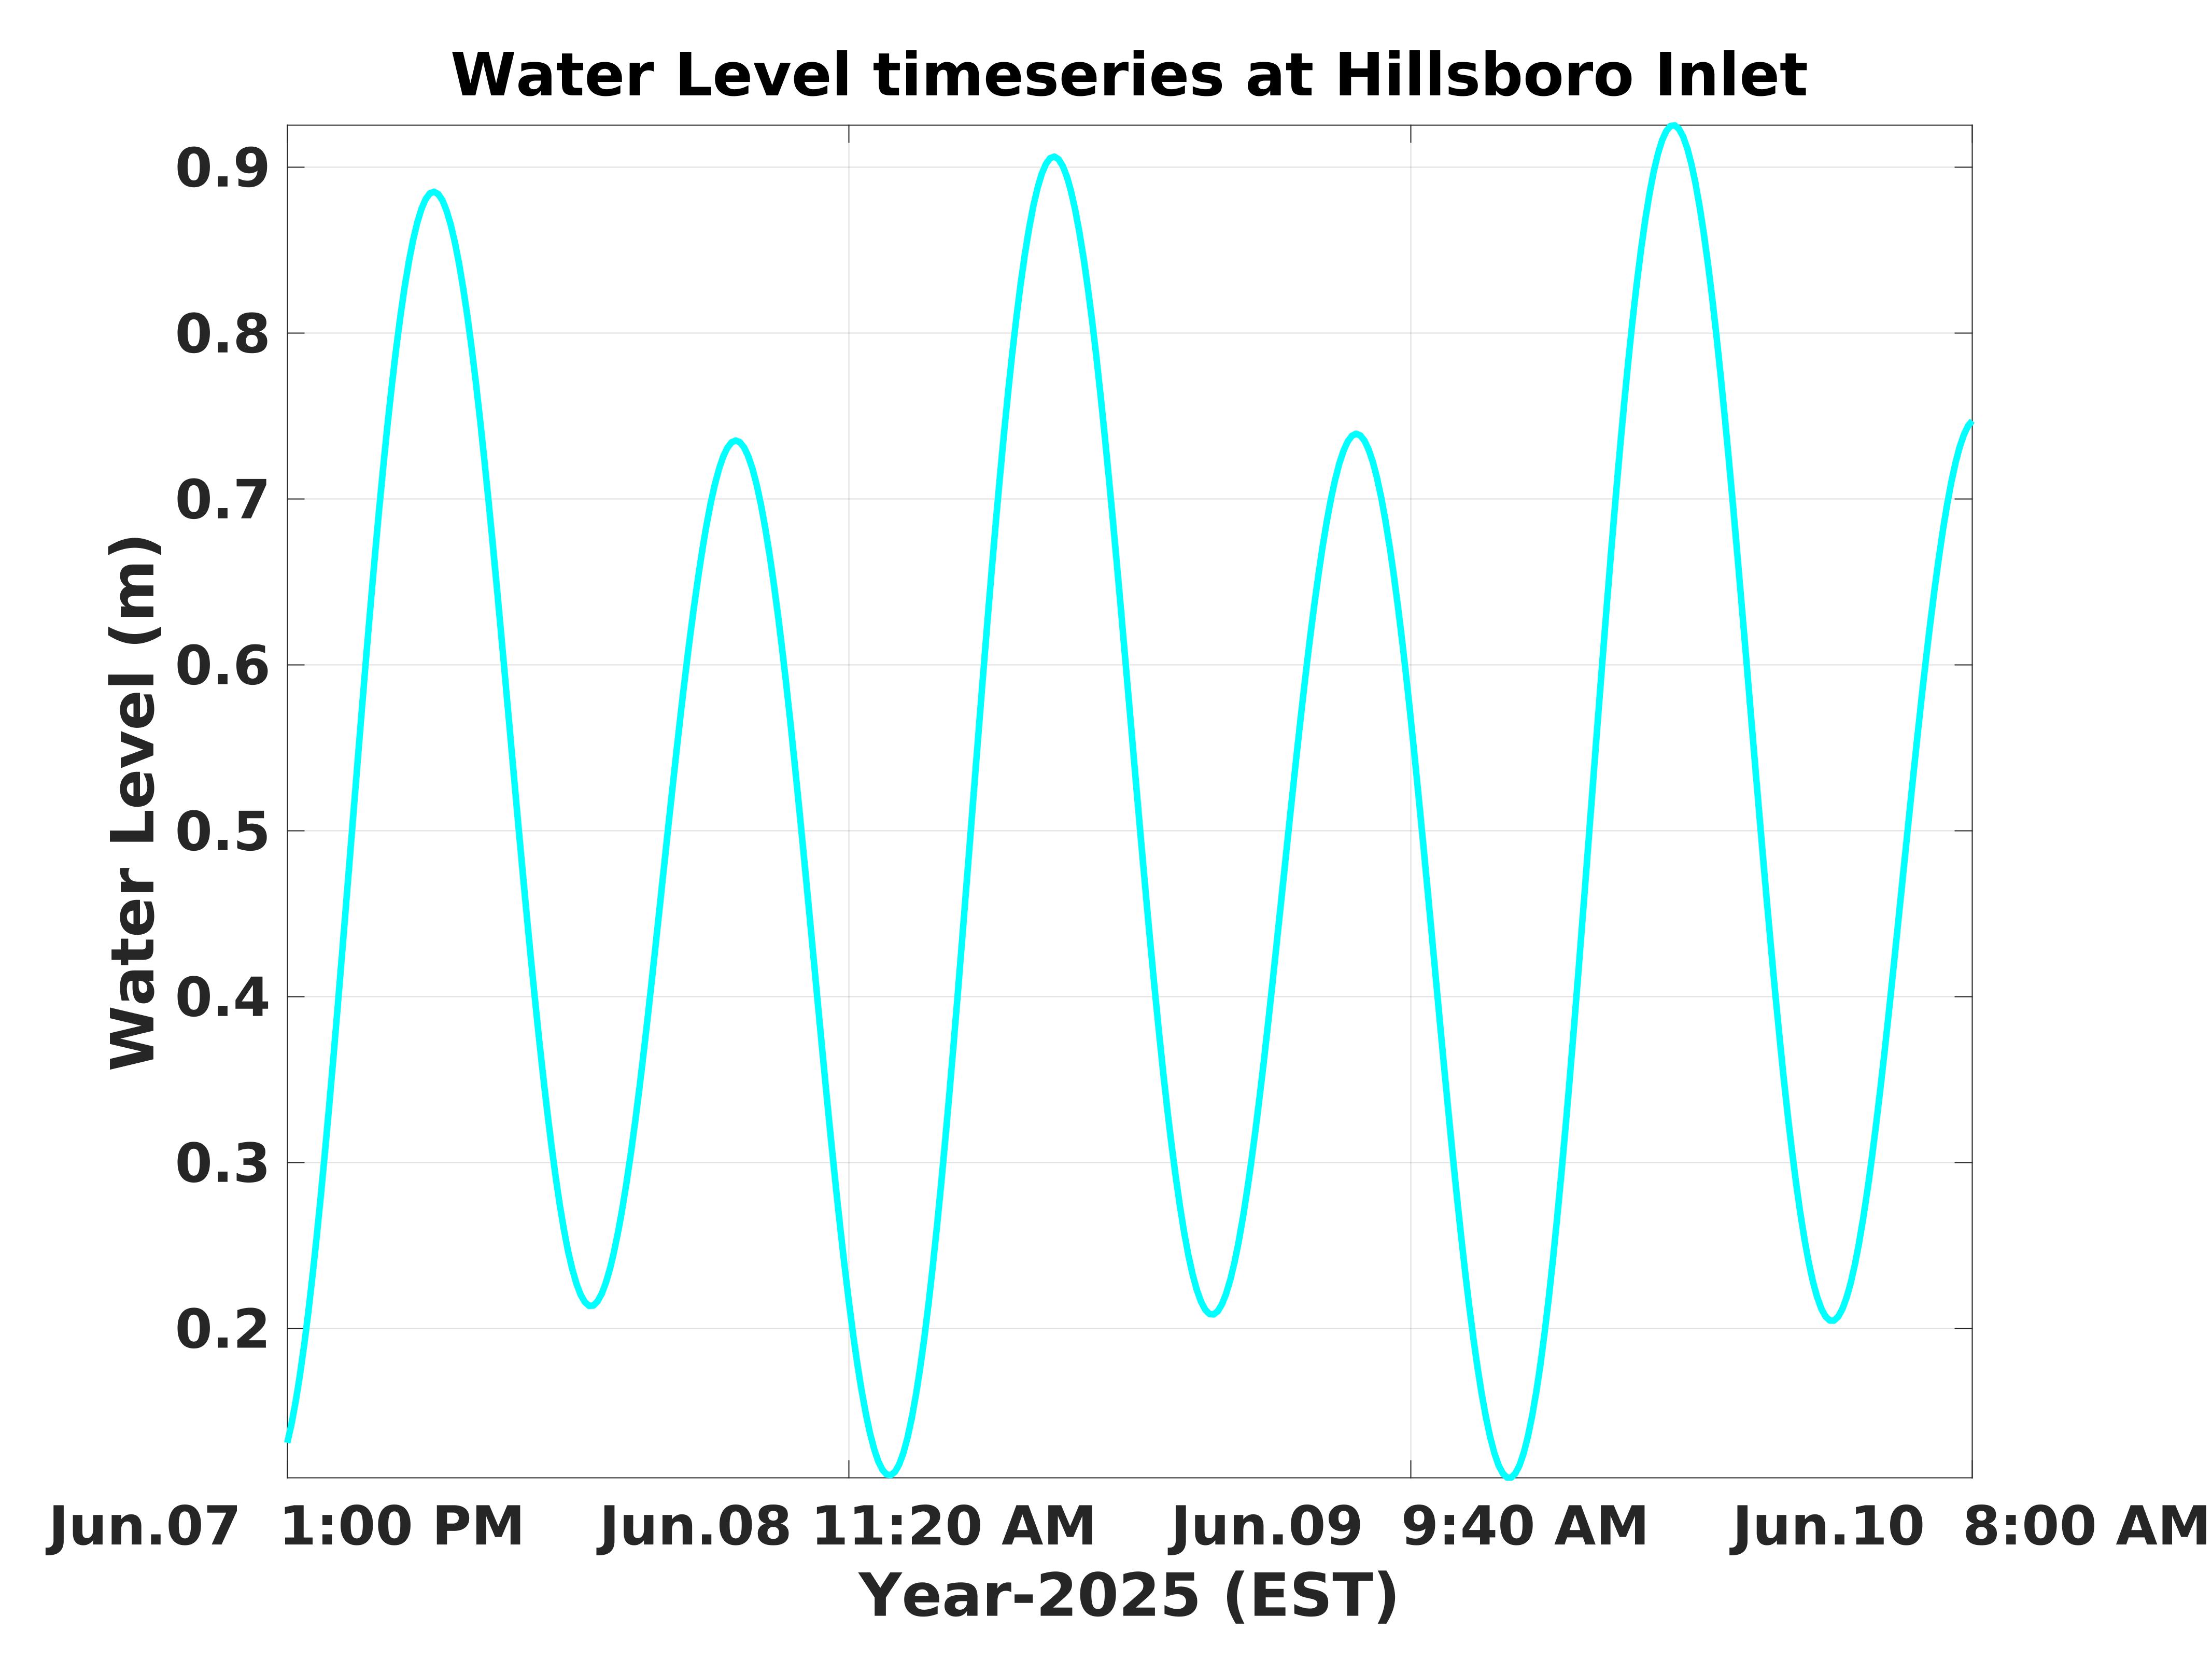 Water Level timeseries at Hillsboro Inlet
0.9
0.8
0.7
0.6
0.5
0.4
0.3
0.2
Water Level (m)
Jun.07  1:00 PM
Jun.08 11:20 AM
Jun.09  9:40 AM
Jun.10  8:00 AM
Year-2025 (EST)